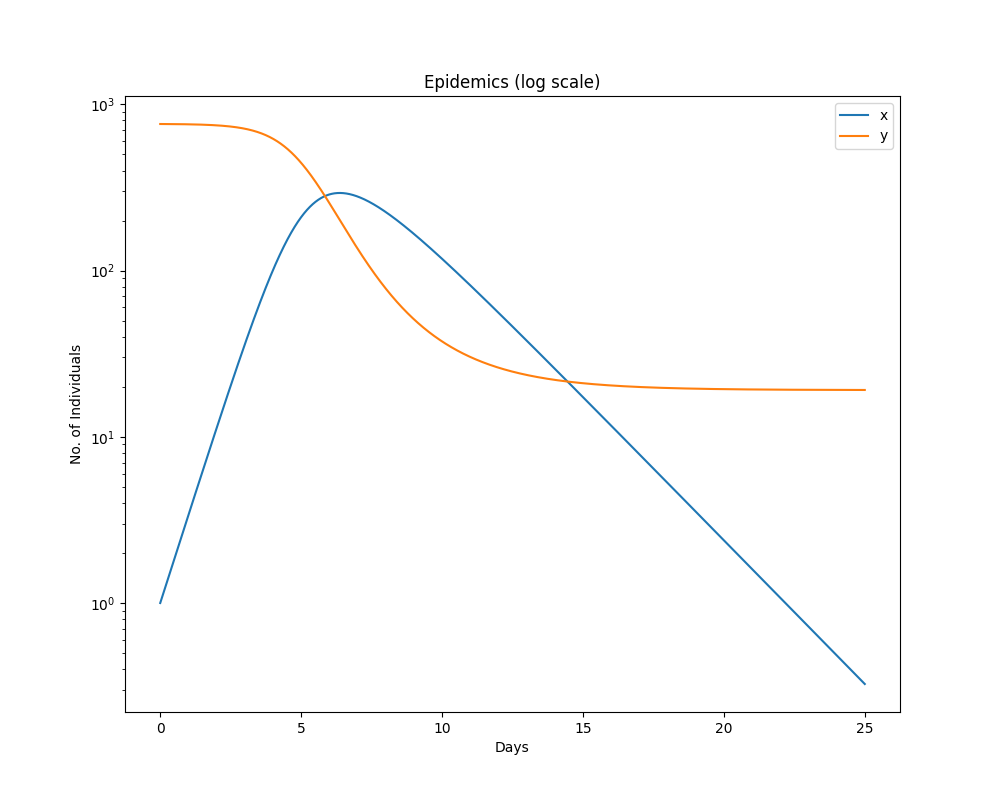 Epidemics (log scale)
x
y
No. of Individuals
10³
10²
10¹
10⁰
0 5 10 15 20 25
Days